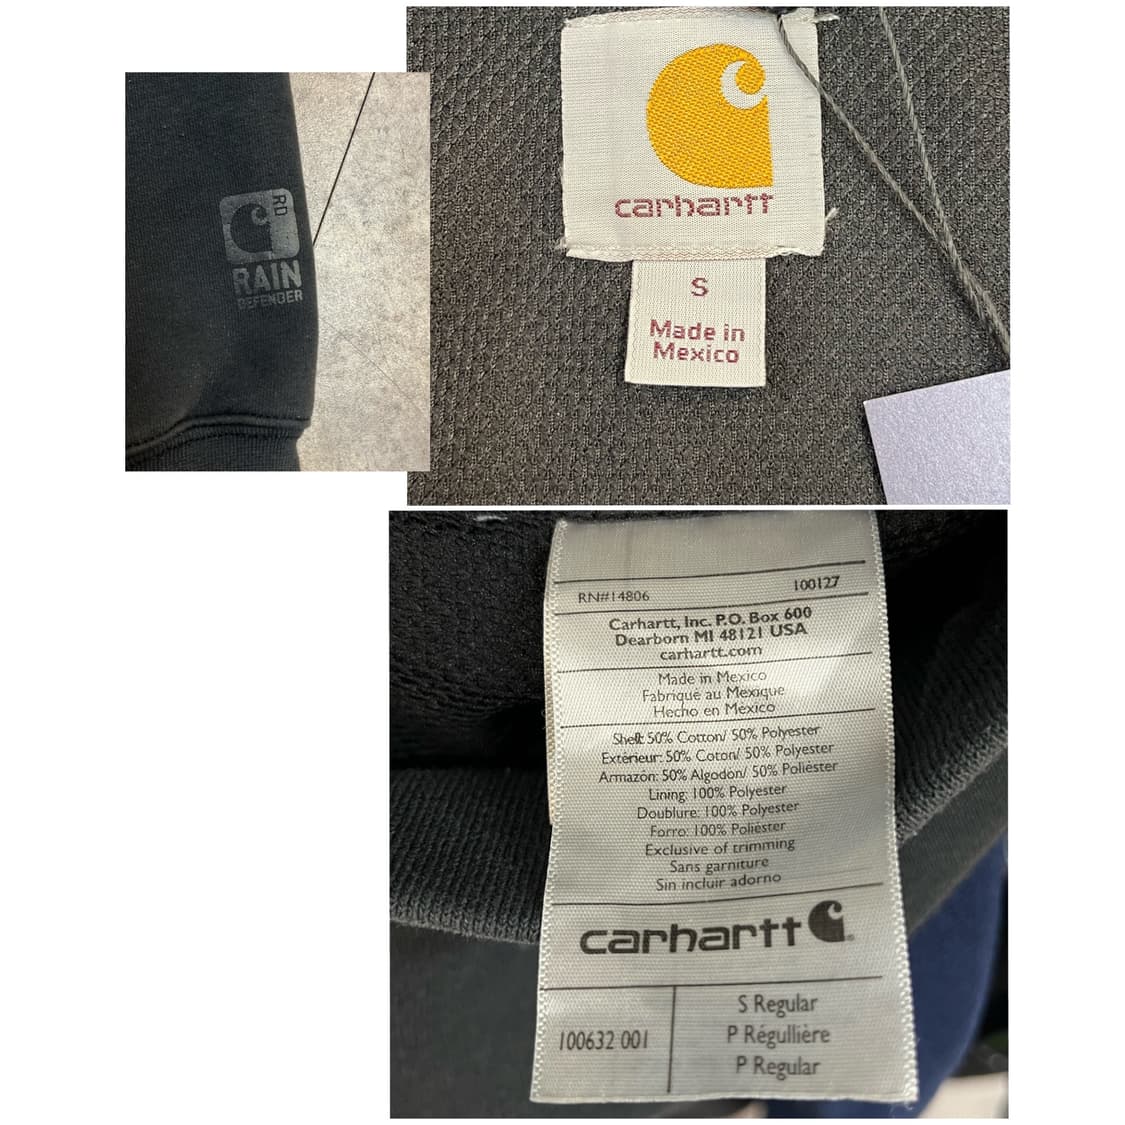 RD
RAIN
DEFENDER
carhartt
S
Made in
Mexico
RN#14806 100127
Carhartt, Inc. P.O. Box 600
Dearborn MI 48121 USA
carhartt.com
Made in Mexico
Fabriqué au Mexique
Hecho en Mexico
Shell: 50% Cotton/ 50% Polyester
Extérieur: 50% Coton/ 50% Polyester
Armazón: 50% Algodon/ 50% Poliéster
Lining: 100% Polyester
Doublure: 100% Polyester
Forro: 100% Poliéster
Exclusive of trimming
Sans garniture
Sin incluir adorno
carhartt
100632 001
S Regular
P Régullière
P Regular